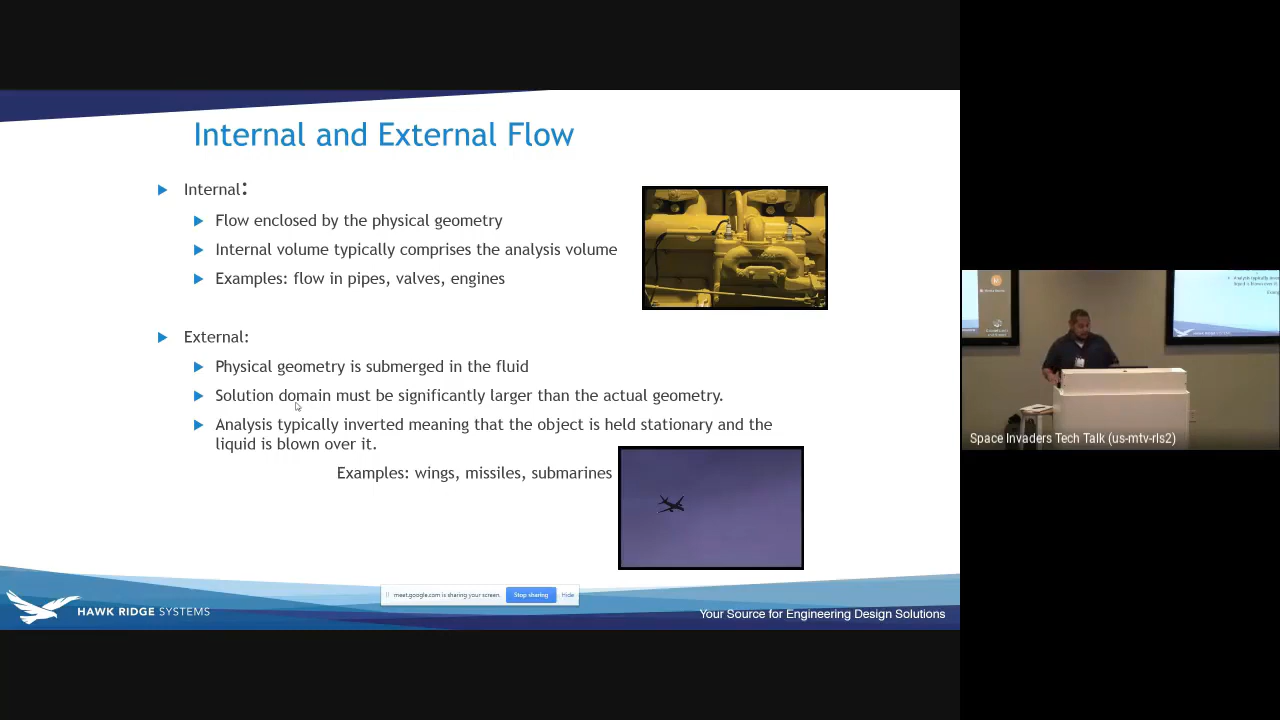 Internal and External Flow
Internal:
Flow enclosed by the physical geometry
Internal volume typically comprises the analysis volume
Examples: flow in pipes, valves, engines
External:
Physical geometry is submerged in the fluid
Solution domain must be significantly larger than the actual geometry.
Analysis typically inverted meaning that the object is held stationary and the
liquid is blown over it.
Examples: wings, missiles, submarines
meet.google.com is sharing your screen.
Stop sharing
Hide
HAWK RIDGE SYSTEMS
Your Source for Engineering Design Solutions
Space Invaders Tech Talk (us-mtv-rls2)